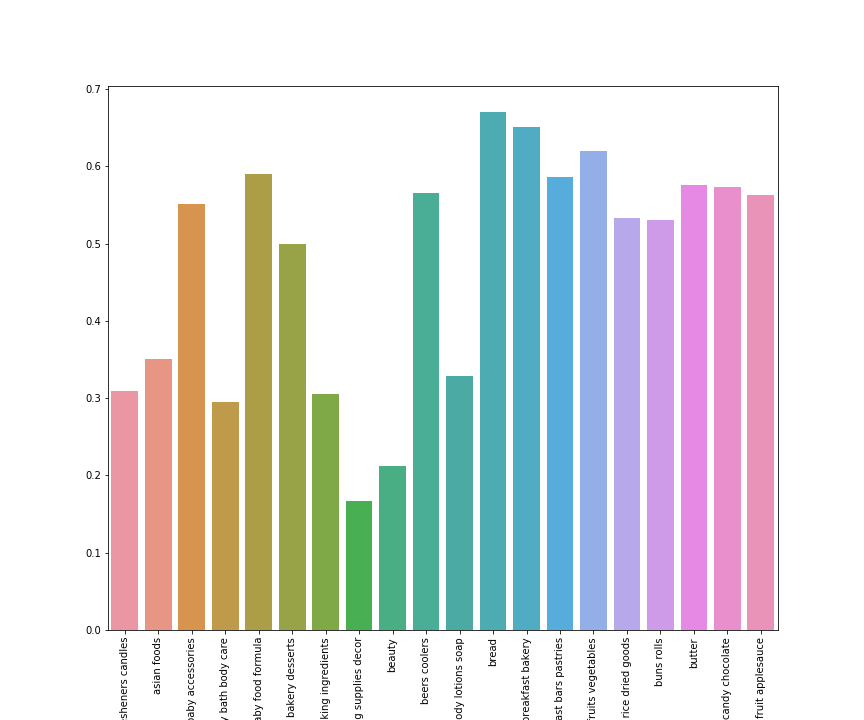 0.7
0.6
0.5
0.4
0.3
0.2
0.1
0.0
candles
asian foods
accessories
bath body care
food formula
bakery desserts
ingredients
supplies decor
beauty
beers coolers
lotions soap
bread
bakery
bars pastries
vegetables
rice dried goods
buns rolls
butter
candy chocolate
fruit applesauce